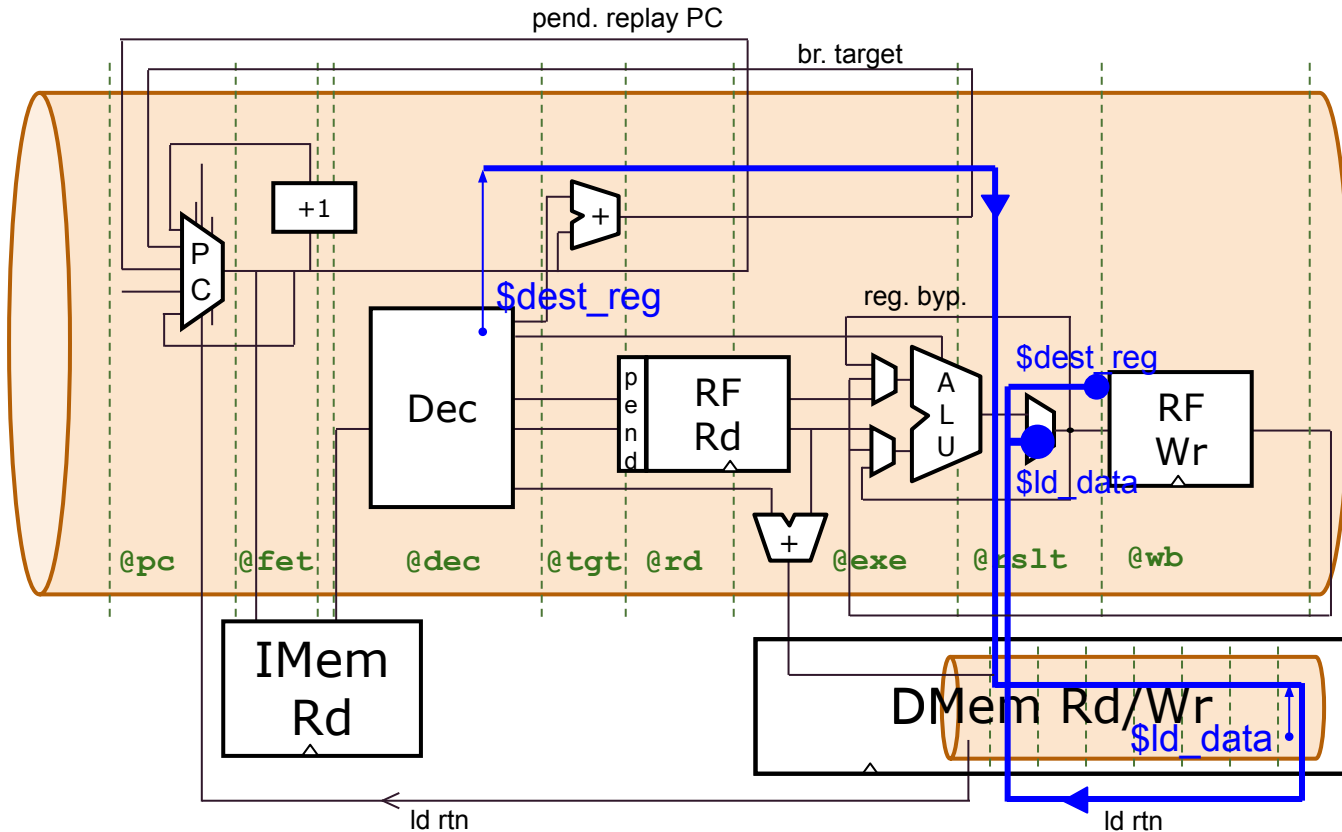 pend. replay PC
br. target
+1
P
C
+
$dest_reg
reg. byp.
Dec
p
e
n
d
RF
Rd
A
L
U
$dest_reg
$ld_data
RF
Wr
+
@pc
@fet
@dec
@tgt
@rd
@exe
@rslt
@wb
IMem
Rd
DMem Rd/Wr
$ld_data
ld rtn
ld rtn